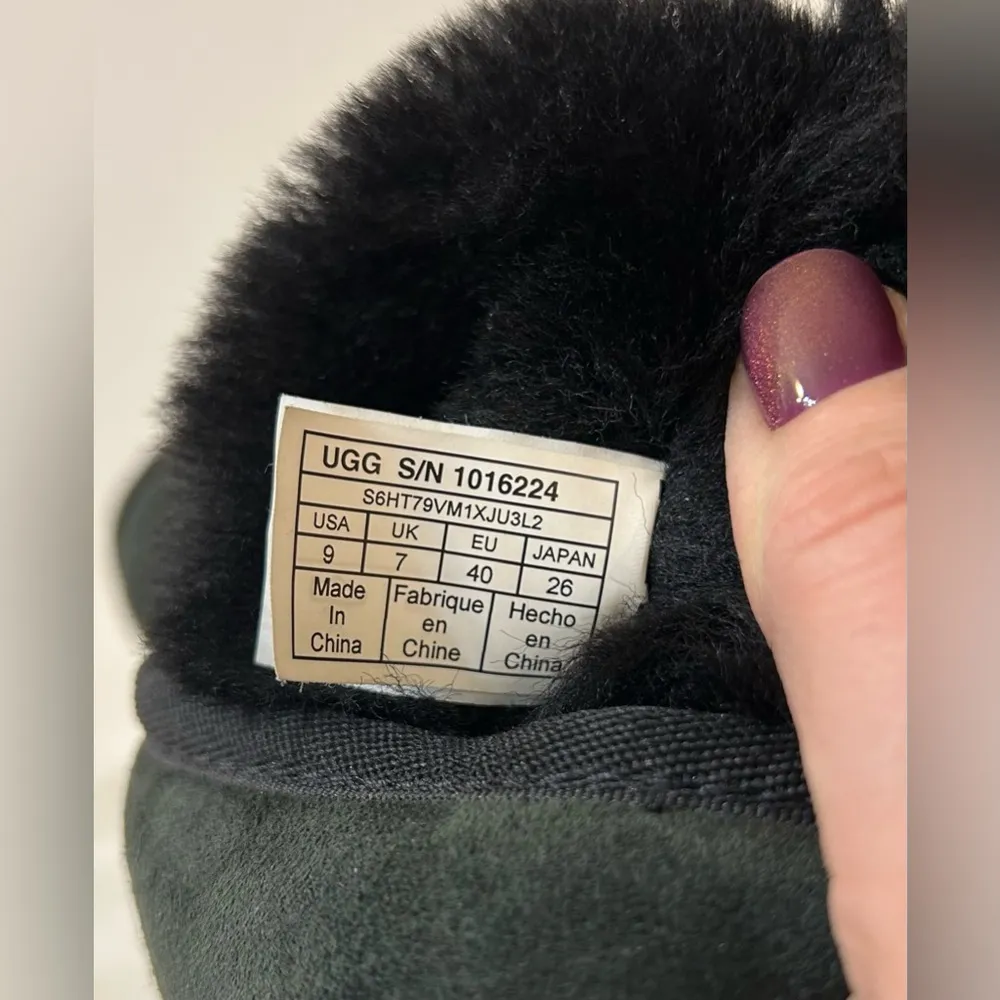 UGG S/N 1016224
S6HT79VM1XJU3L2
USA UK EU JAPAN
9 7 40 26
Made Fabrique Hecho
In en en
China Chine China